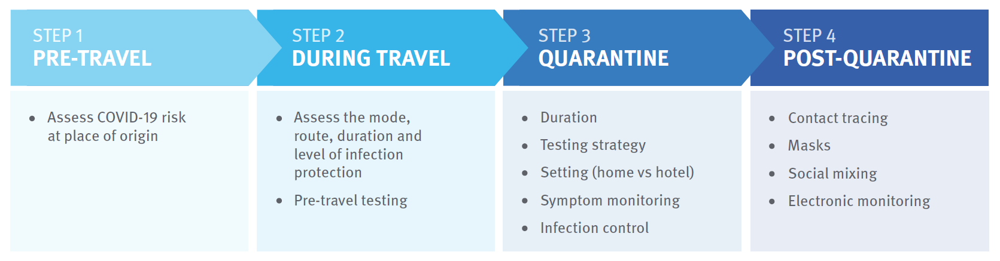 STEP 1
PRE-TRAVEL
• Assess COVID-19 risk
at place of origin
STEP 2
DURING TRAVEL
• Assess the mode,
route, duration and
level of infection
protection
• Pre-travel testing
STEP 3
QUARANTINE
• Duration
• Testing strategy
• Setting (home vs hotel)
• Symptom monitoring
• Infection control
STEP 4
POST-QUARANTINE
• Contact tracing
• Masks
• Social mixing
• Electronic monitoring